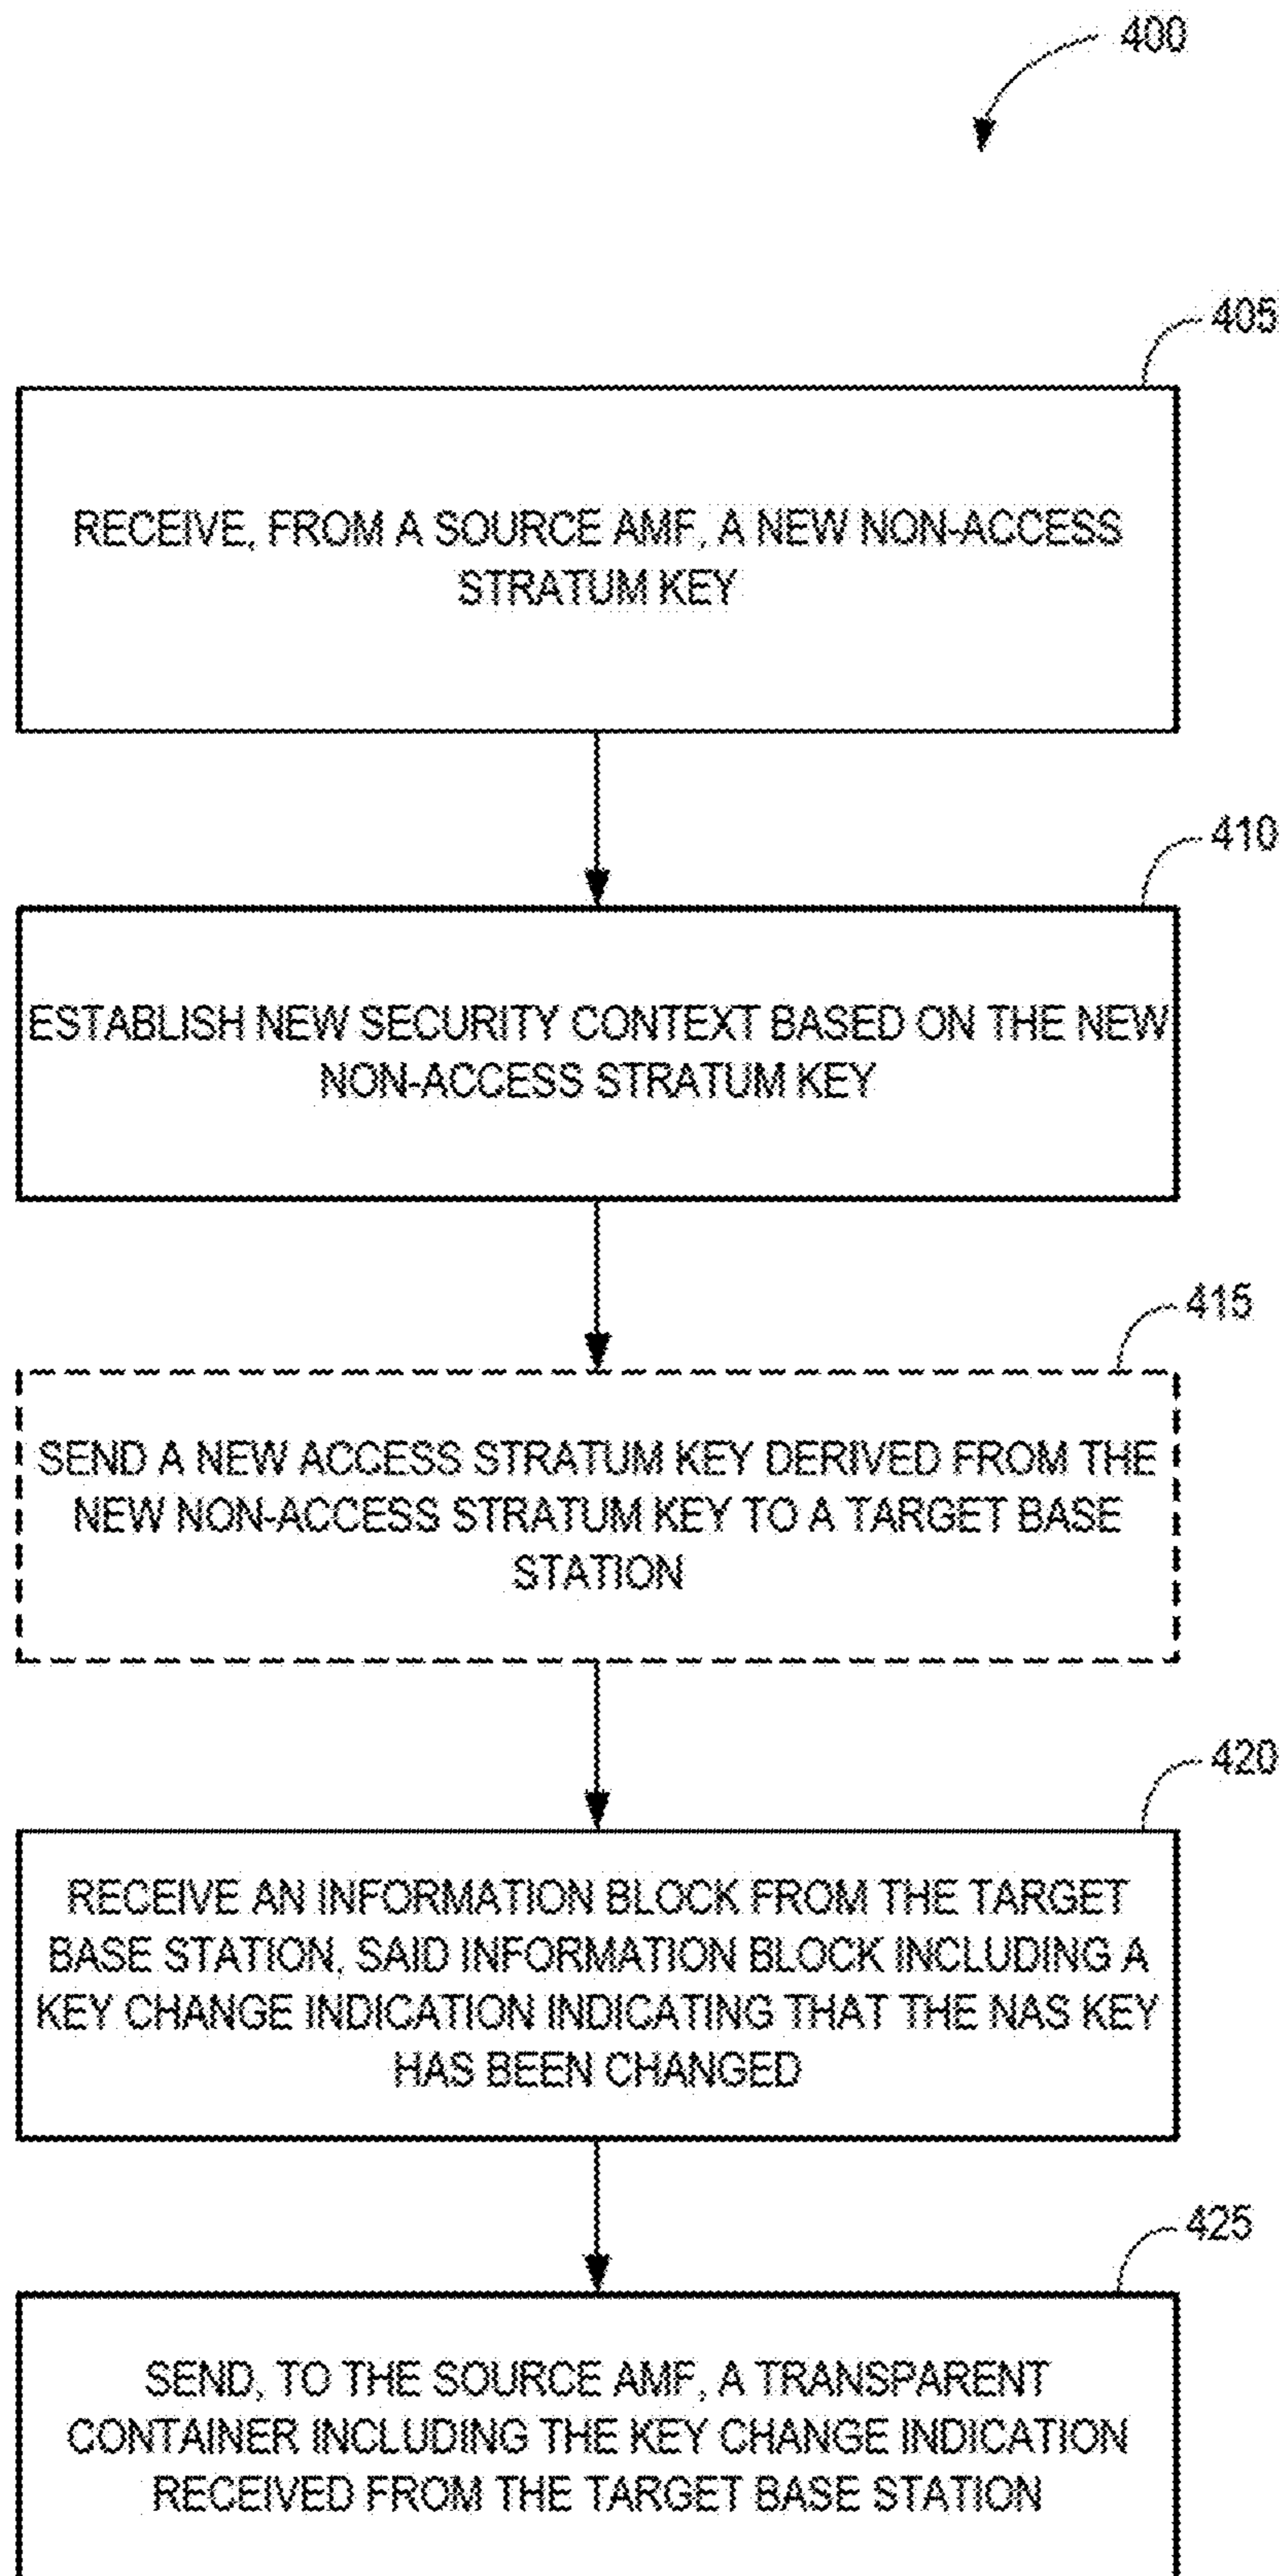 400
405
RECEIVE, FROM A SOURCE AMF, A NEW NON-ACCESS
STRATUM KEY
410
ESTABLISH NEW SECURITY CONTEXT BASED ON THE NEW
NON-ACCESS STRATUM KEY
415
SEND A NEW ACCESS STRATUM KEY DERIVED FROM THE
NEW NON-ACCESS STRATUM KEY TO A TARGET BASE
STATION
420
RECEIVE AN INFORMATION BLOCK FROM THE TARGET
BASE STATION, SAID INFORMATION BLOCK INCLUDING A
KEY CHANGE INDICATION INDICATING THAT THE NAS KEY
HAS BEEN CHANGED
425
SEND, TO THE SOURCE AMF, A TRANSPARENT
CONTAINER INCLUDING THE KEY CHANGE INDICATION
RECEIVED FROM THE TARGET BASE STATION